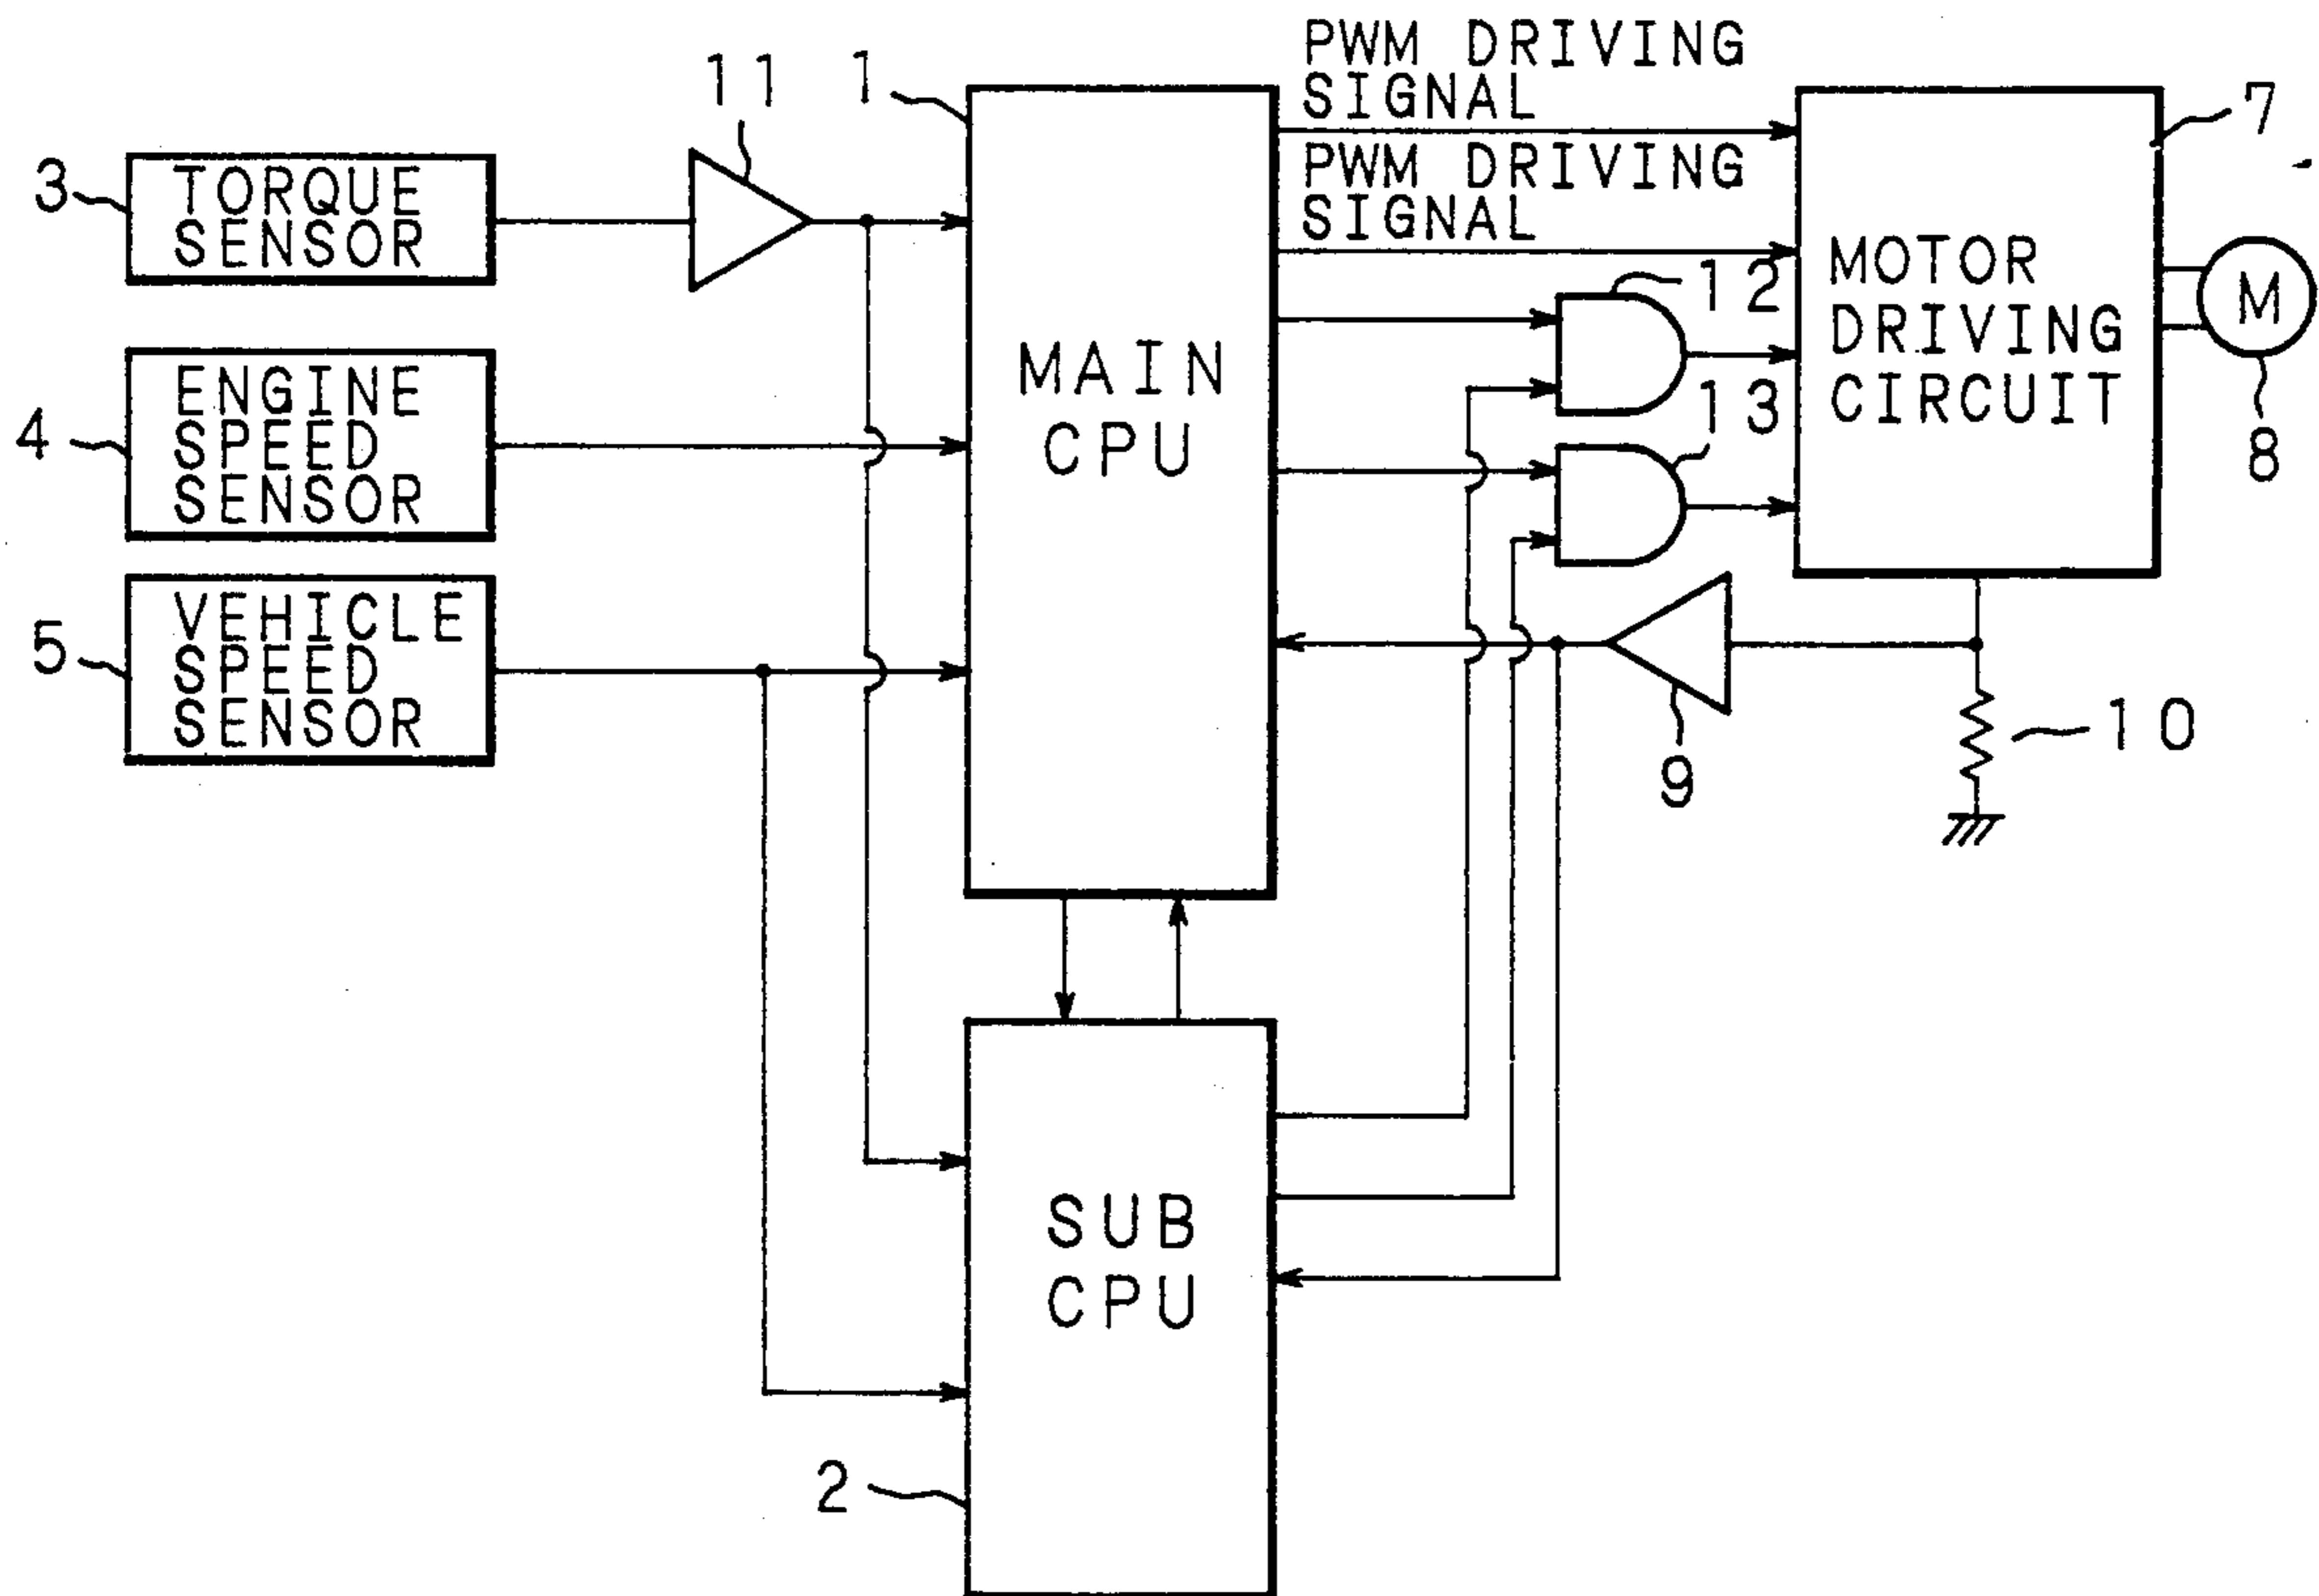 PWM DRIVING
SIGNAL
11
1
7
3
TORQUE
SENSOR
PWM DRIVING
SIGNAL
12
MOTOR
DRIVING
CIRCUIT
M
8
4
ENGINE
SPEED
SENSOR
MAIN
CPU
13
5
VEHICLE
SPEED
SENSOR
9
10
SUB
CPU
2